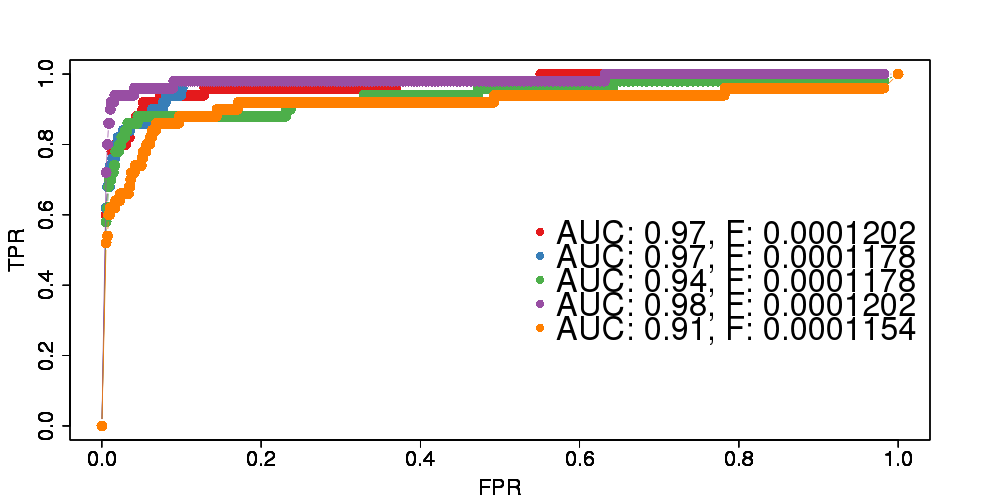 1.0
0.8
0.6
0.4
0.2
0.0
TPR
AUC: 0.97, F: 0.0001202
AUC: 0.97, F: 0.0001178
AUC: 0.94, F: 0.0001178
AUC: 0.98, F: 0.0001202
AUC: 0.91, F: 0.0001154
0.0 0.2 0.4 0.6 0.8 1.0
FPR